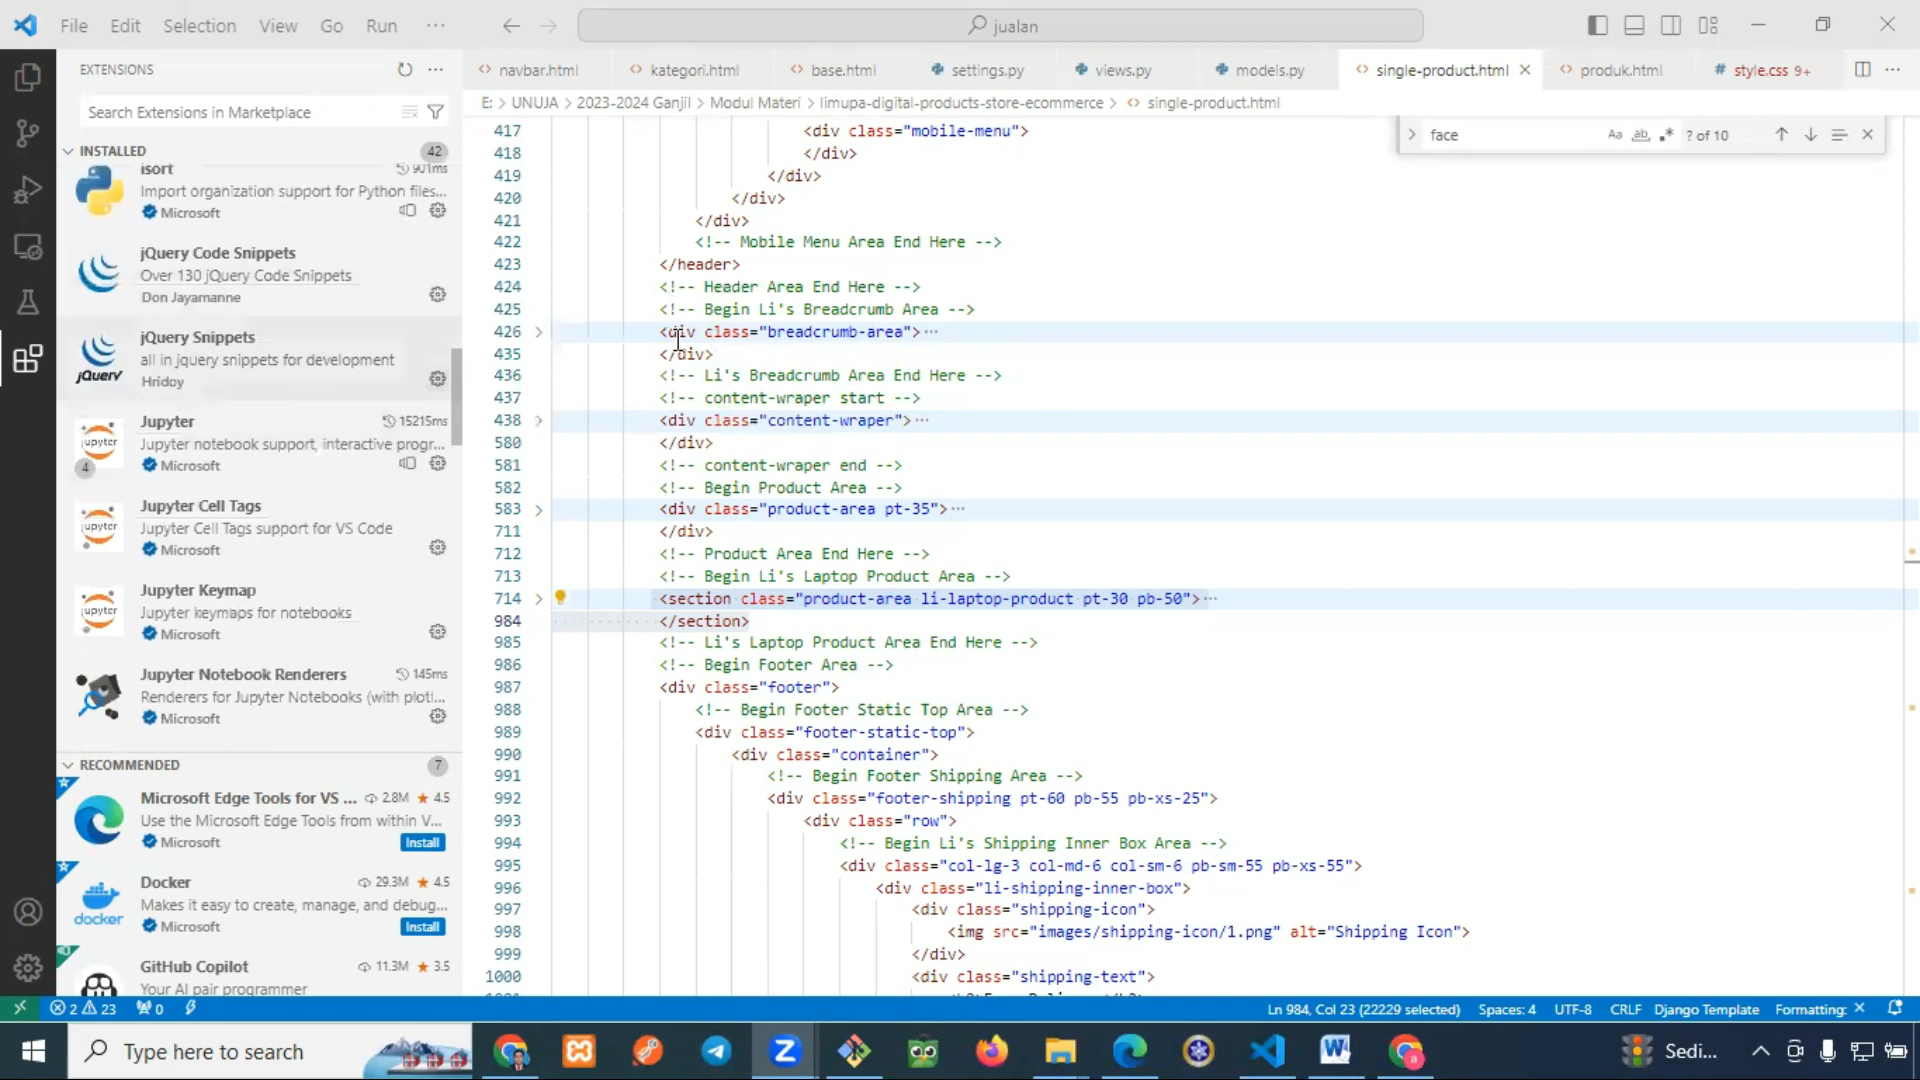 File Edit Selection View Go Run ···
jualan
EXTENSIONS
Search Extensions in Marketplace
INSTALLED 42
isort 901ms
Import organization support for Python files...
Microsoft
jQuery Code Snippets
Over 130 jQuery Code Snippets
Don Jayamanne
jQuery Snippets
all in jquery snippets for development
Hridoy
jQuery
Jupyter 15215ms
Jupyter notebook support, interactive progr...
Microsoft
jupyter
4
Jupyter Cell Tags
Jupyter Cell Tags support for VS Code
Microsoft
jupyter
Jupyter Keymap
Jupyter keymaps for notebooks
Microsoft
jupyter
Jupyter Notebook Renderers 145ms
Renderers for Jupyter Notebooks (with plotl...
Microsoft
RECOMMENDED 7
Microsoft Edge Tools for VS ... 2.8M 4.5
Use the Microsoft Edge Tools from within V...
Microsoft Install
Docker 29.3M 4.5
Makes it easy to create, manage, and debug...
Microsoft Install
docker
GitHub Copilot 11.3M 3.5
Your AI pair programmer
navbar.html kategori.html base.html settings.py views.py models.py single-product.html produk.html style.css 9+
E: > UNUJA > 2023-2024 Ganjil > Modul Materi > limupa-digital-products-store-ecommerce > single-product.html
face Aa ab ? of 10
417 <div class="mobile-menu">
418 </div>
419 </div>
420 </div>
421 </div>
422 <!-- Mobile Menu Area End Here -->
423 </header>
424 <!-- Header Area End Here -->
425 <!-- Begin Li's Breadcrumb Area -->
426 <div class="breadcrumb-area">···
435 </div>
436 <!-- Li's Breadcrumb Area End Here -->
437 <!-- content-wraper start -->
438 <div class="content-wraper">···
580 </div>
581 <!-- content-wraper end -->
582 <!-- Begin Product Area -->
583 <div class="product-area pt-35">···
711 </div>
712 <!-- Product Area End Here -->
713 <!-- Begin Li's Laptop Product Area -->
714 <section class="product-area li-laptop-product pt-30 pb-50">···
984 </section>
985 <!-- Li's Laptop Product Area End Here -->
986 <!-- Begin Footer Area -->
987 <div class="footer">
988 <!-- Begin Footer Static Top Area -->
989 <div class="footer-static-top">
990 <div class="container">
991 <!-- Begin Footer Shipping Area -->
992 <div class="footer-shipping pt-60 pb-55 pb-xs-25">
993 <div class="row">
994 <!-- Begin Li's Shipping Inner Box Area -->
995 <div class="col-lg-3 col-md-6 col-sm-6 pb-sm-55 pb-xs-55">
996 <div class="li-shipping-inner-box">
997 <div class="shipping-icon">
998 <img src="images/shipping-icon/1.png" alt="Shipping Icon">
999 </div>
1000 <div class="shipping-text">
2 23 0 Ln 984, Col 23 (22229 selected) Spaces: 4 UTF-8 CRLF Django Template Formatting: ×
Type here to search Sedi...